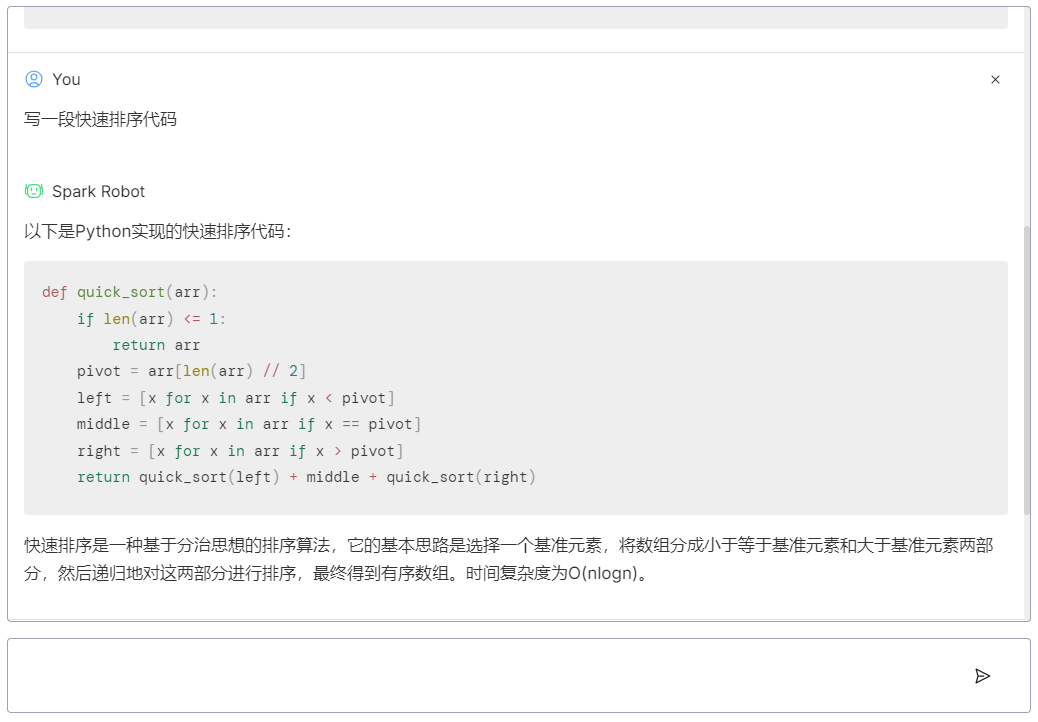 You
写一段快速排序代码
Spark Robot
以下是Python实现的快速排序代码：
def quick_sort(arr):
    if len(arr) <= 1:
        return arr
    pivot = arr[len(arr) // 2]
    left = [x for x in arr if x < pivot]
    middle = [x for x in arr if x == pivot]
    right = [x for x in arr if x > pivot]
    return quick_sort(left) + middle + quick_sort(right)
快速排序是一种基于分治思想的排序算法，它的基本思路是选择一个基准元素，将数组分成小于等于基准元素和大于基准元素两部
分，然后递归地对这两部分进行排序，最终得到有序数组。时间复杂度为O(nlogn)。